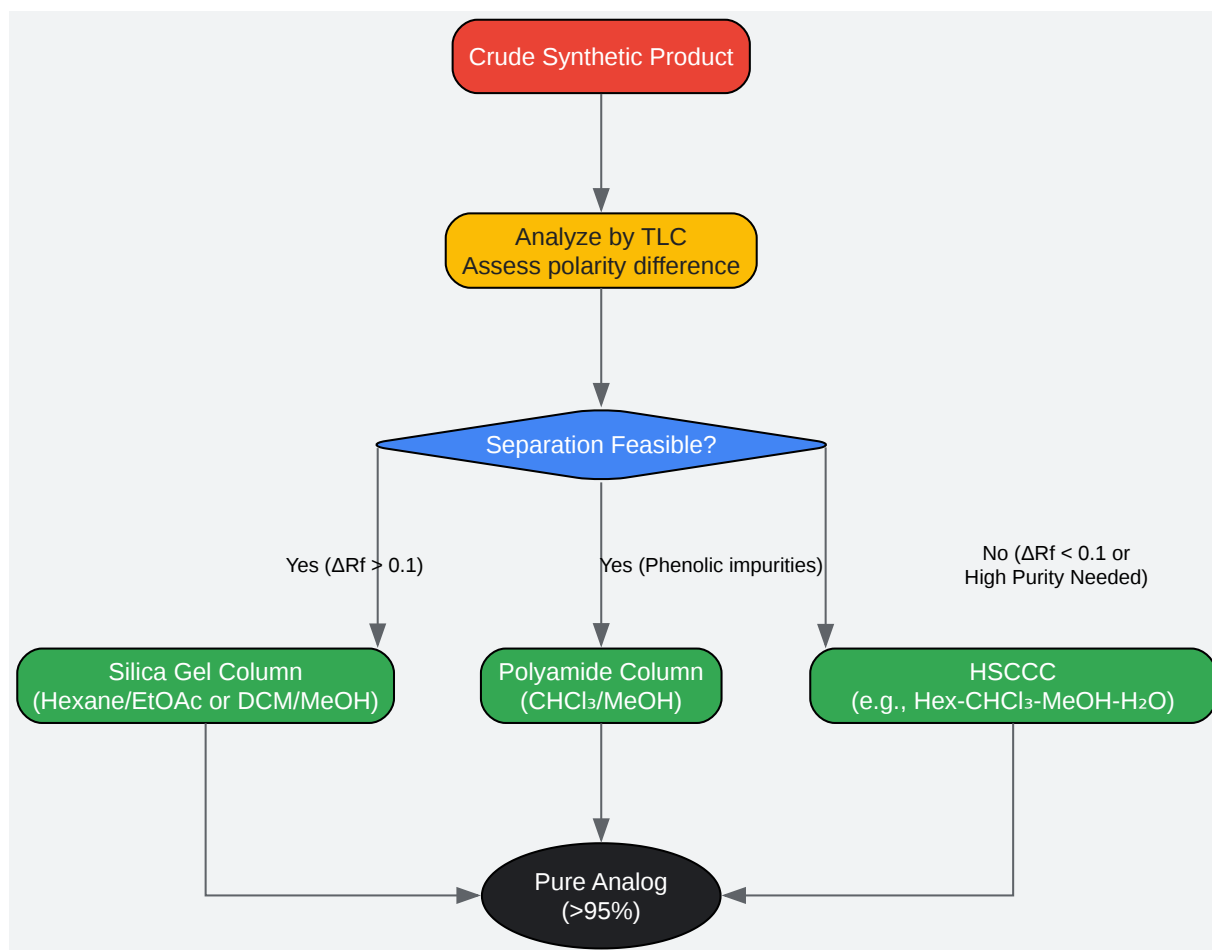 Crude Synthetic Product
Analyze by TLC
Assess polarity difference
Separation Feasible?
Yes (ΔRf > 0.1)
Yes (Phenolic impurities)
No (ΔRf < 0.1 or
High Purity Needed)
Silica Gel Column
(Hexane/EtOAc or DCM/MeOH)
Polyamide Column
(CHCl₃/MeOH)
HSCCC
(e.g., Hex-CHCl₃-MeOH-H₂O)
Pure Analog
(>95%)